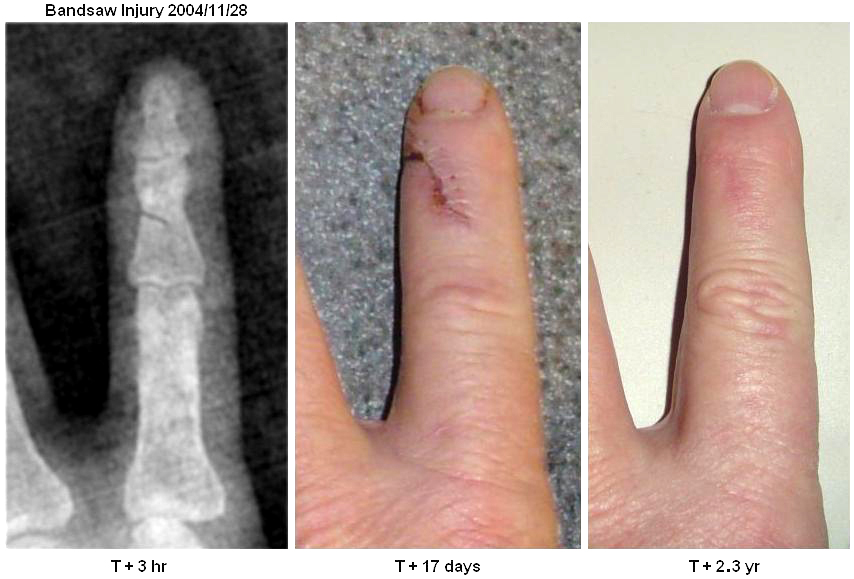 Bandsaw Injury 2004/11/28
T + 3 hr
T + 17 days
T + 2.3 yr